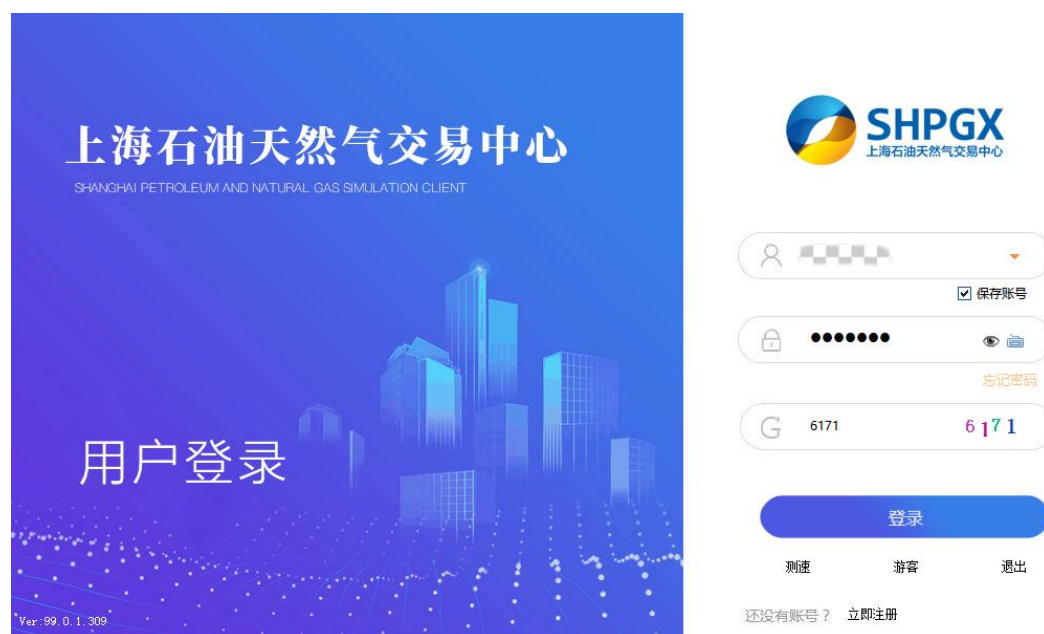 上海石油天然气交易中心
SHANGHAI PETROLEUM AND NATURAL GAS SIMULATION CLIENT
用户登录
Ver:99.0.1.309
SHPGX
上海石油天然气交易中心
保存账号
忘记密码
G 6171 6171
登录
测速 游客 退出
还没有账号？ 立即注册